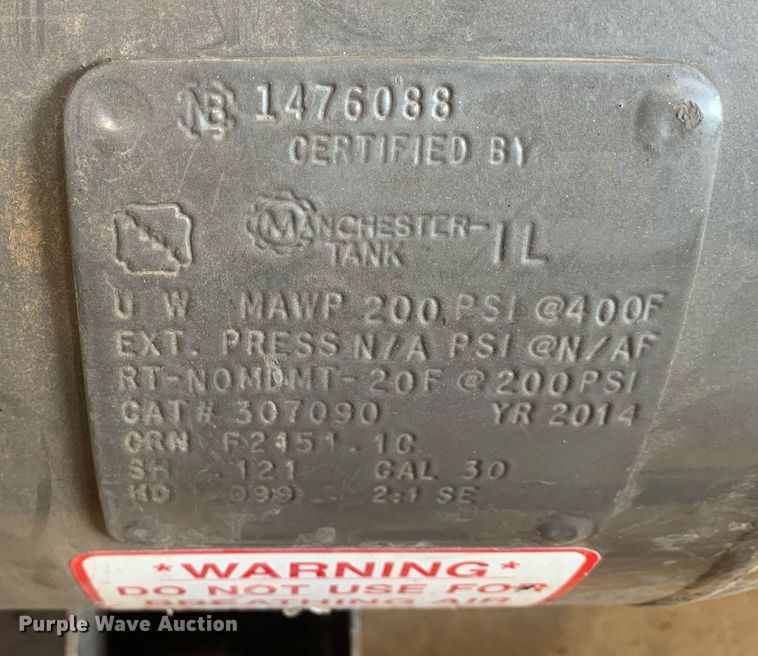 NB 1476088
CERTIFIED BY
MANCHESTER-IL
TANK
U W MAWP 200 PSI @400F
EXT. PRESS N/A PSI @N/AF
RT-NOMDMT-20F @200PSI
CAT# 307090 YR 2014
CRN F2451.1C
SH .121 GAL 30
HD .099 2:1 SE
*WARNING*
DO NOT USE FOR
BREATHING AIR
Purple Wave Auction